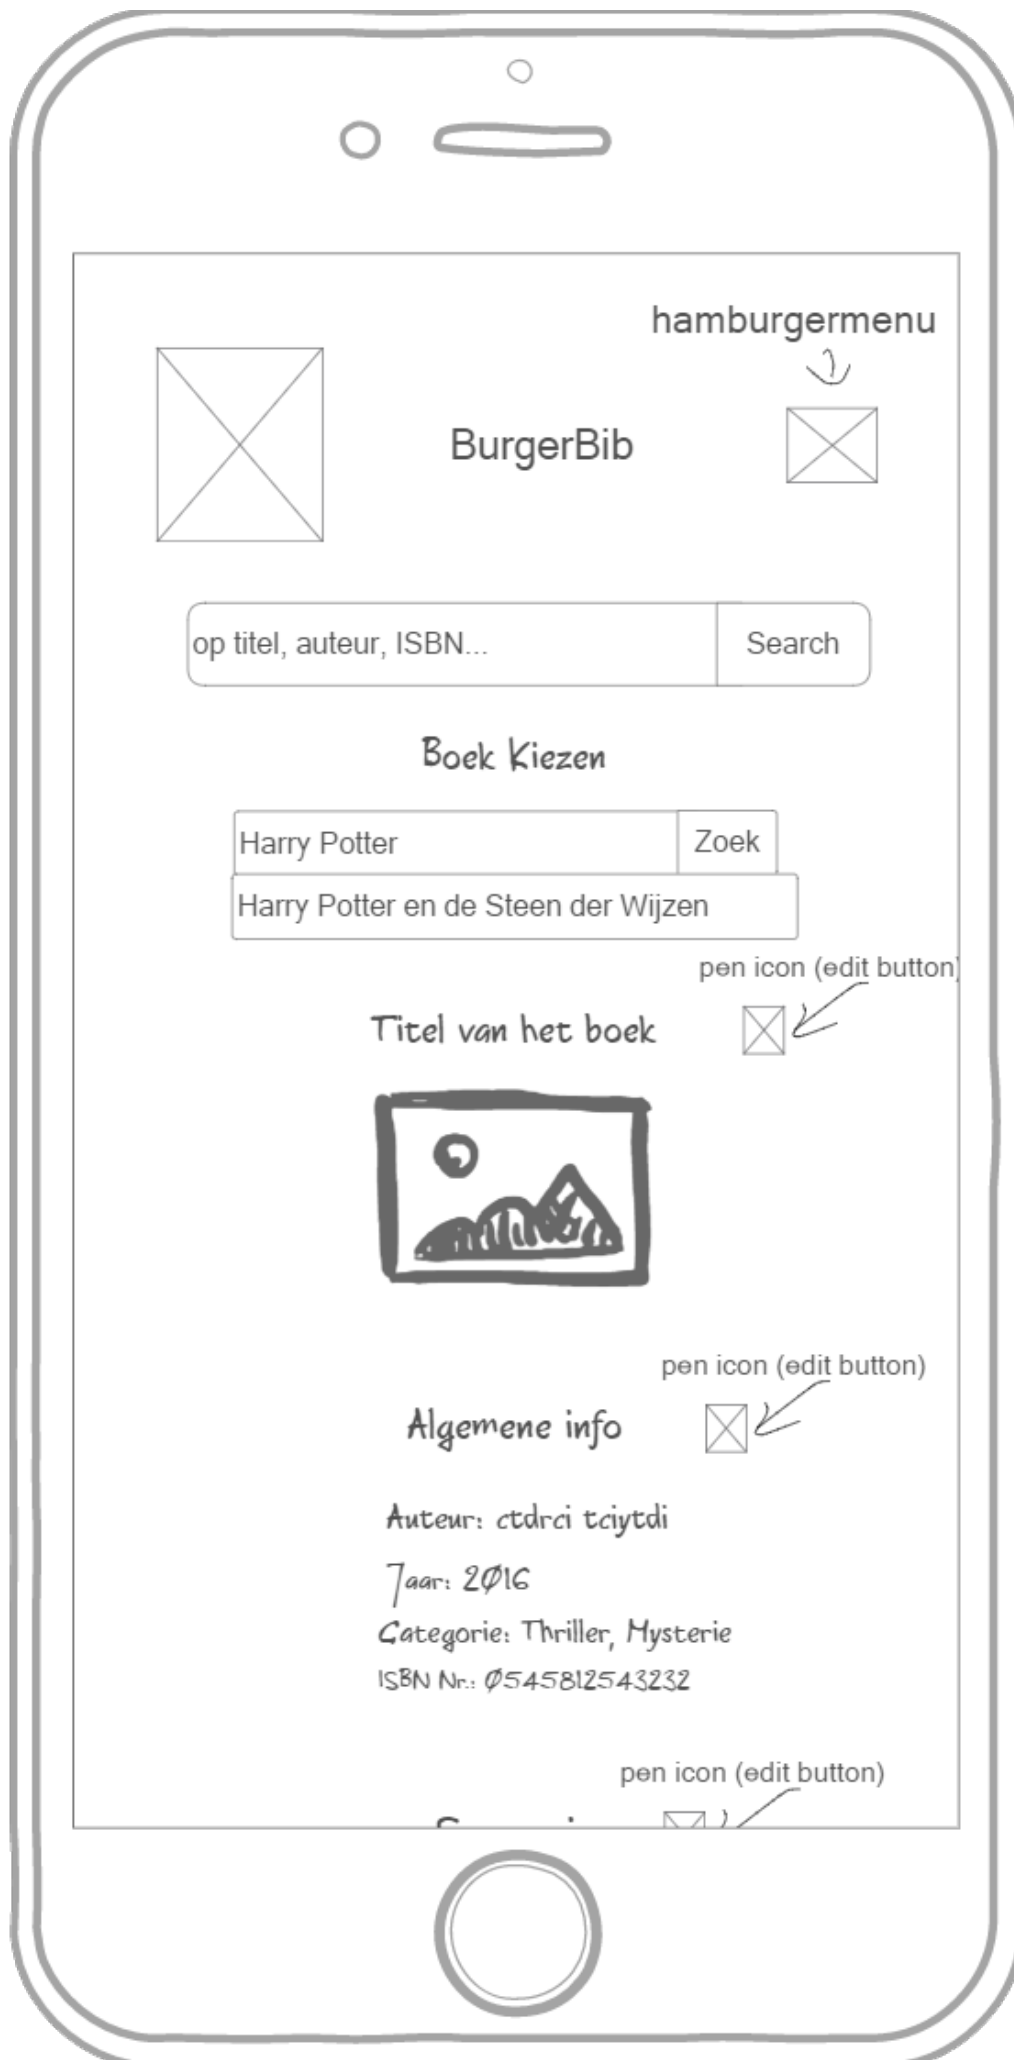 hamburgermenu
BurgerBib
op titel, auteur, ISBN...
Search
Boek Kiezen
Harry Potter
Zoek
Harry Potter en de Steen der Wijzen
pen icon (edit button)
Titel van het boek
pen icon (edit button)
Algemene info
Auteur: ctdrci tciytdi
Jaar: 2016
Categorie: Thriller, Mysterie
ISBN Nr.: 0545812543232
pen icon (edit button)